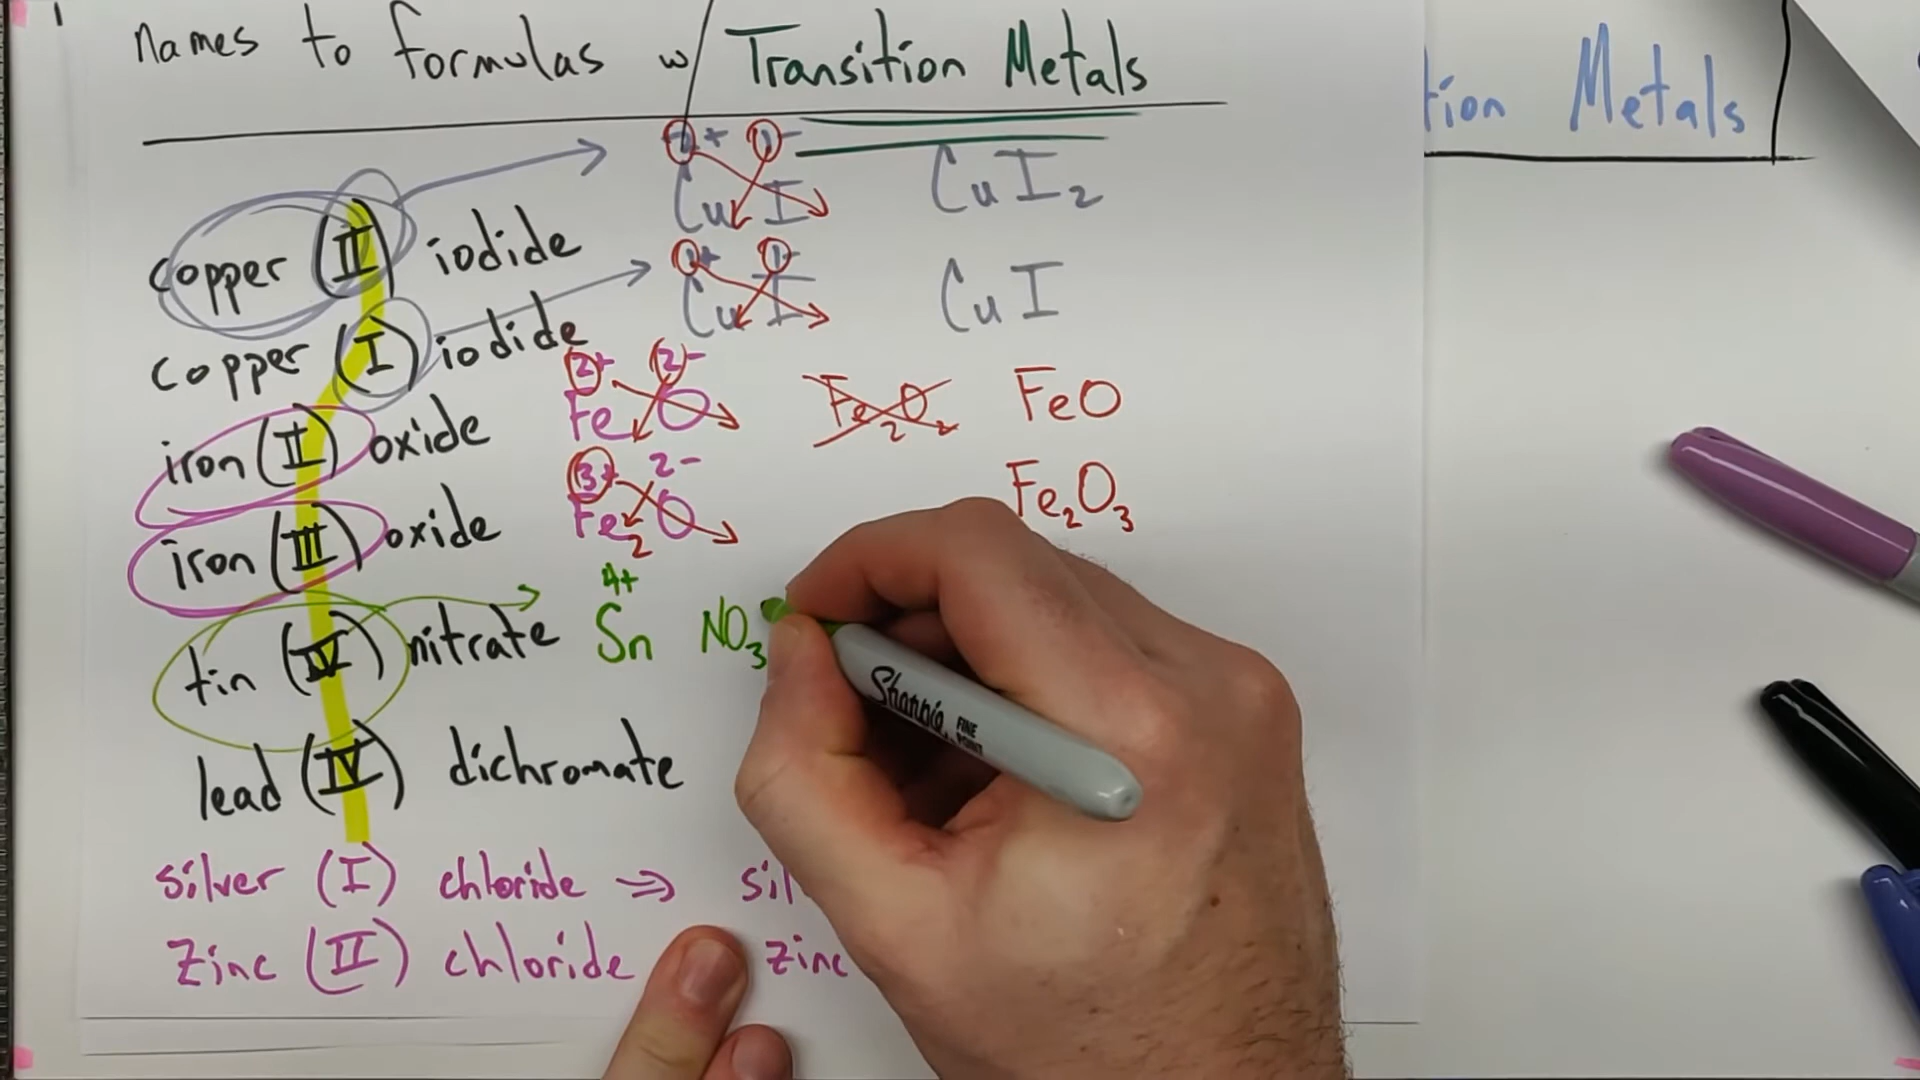 names to formulas w/ Transition Metals
tion Metals
2+ 1-
copper (II) iodide Cu I CuI2
1+ 1-
copper (I) iodide Cu I CuI
2+ 2-
iron (II) oxide Fe O Fe2O2 FeO
3+ 2-
iron (III) oxide Fe2 O Fe2O3
4+
tin (IV) nitrate Sn NO3
Sharpie FINE POINT
lead (IV) dichromate
silver (I) chloride ⇒
Zinc (II) chloride zinc